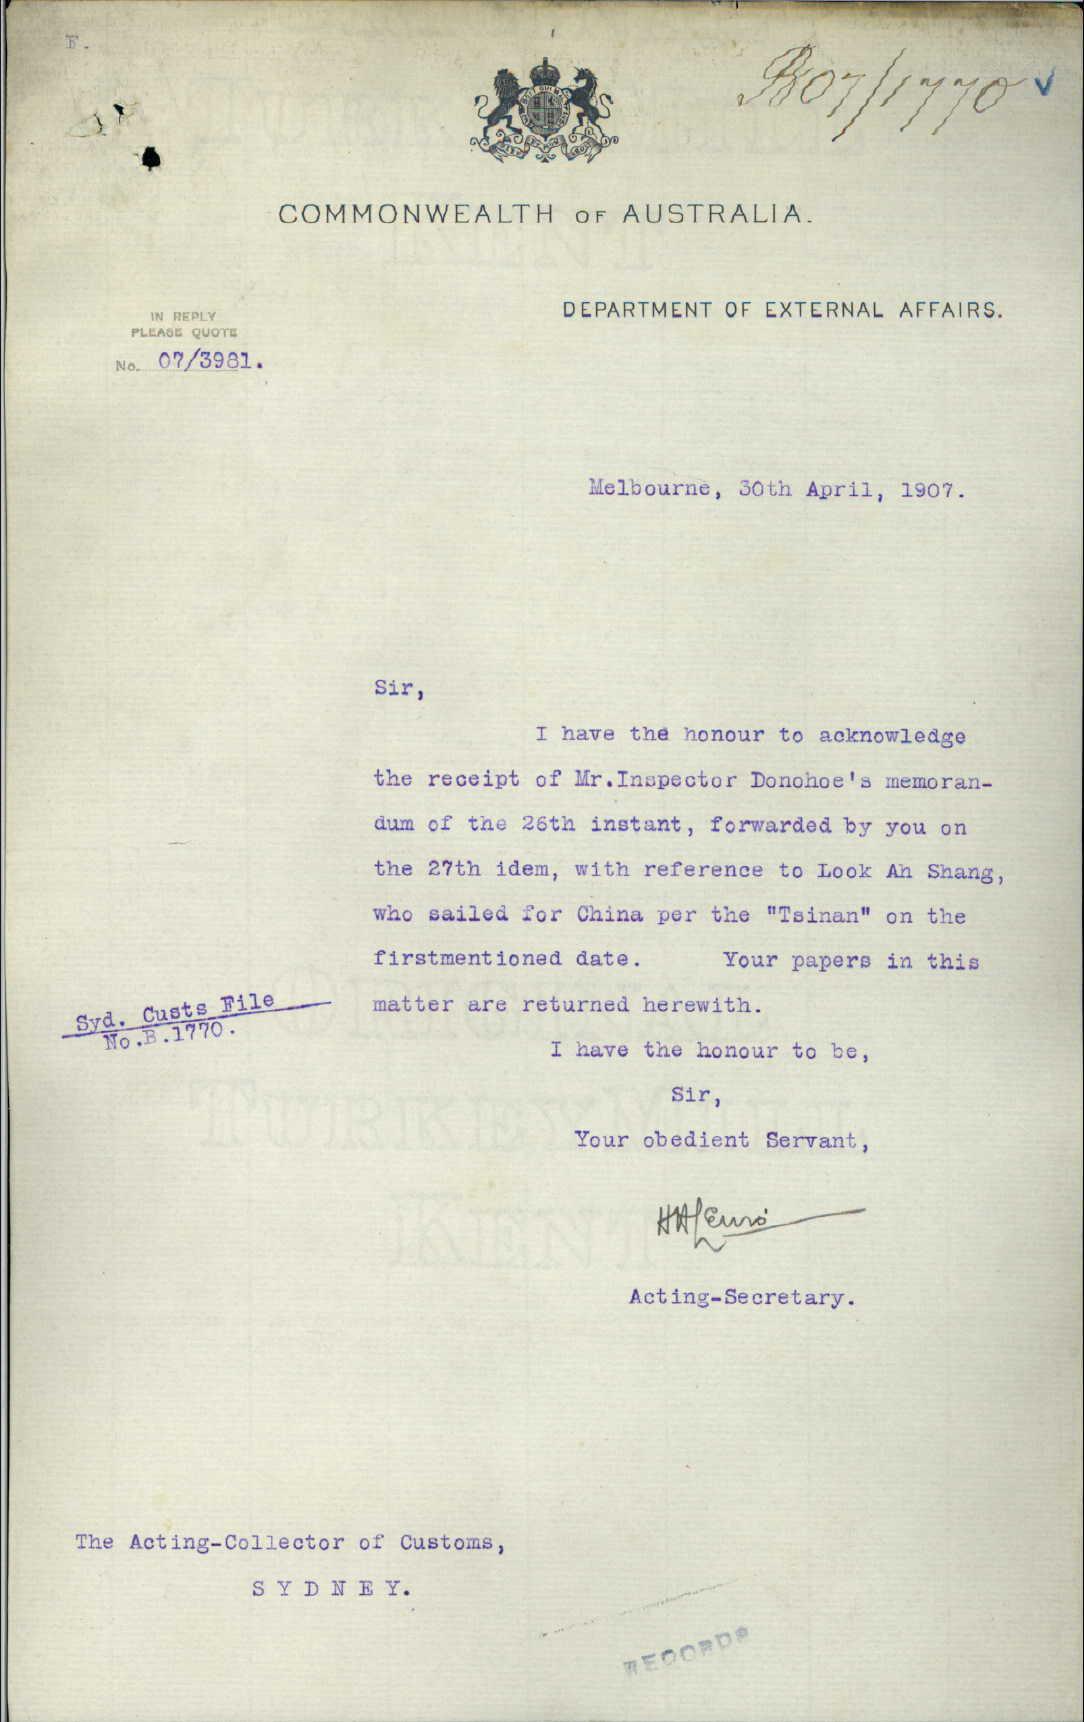 F.
B07/1770
COMMONWEALTH OF AUSTRALIA.
DEPARTMENT OF EXTERNAL AFFAIRS.
IN REPLY
PLEASE QUOTE
No. 07/3981.
Melbourne, 30th April, 1907.
Sir,
I have the honour to acknowledge
the receipt of Mr.Inspector Donohoe's memoran-
dum of the 26th instant, forwarded by you on
the 27th idem, with reference to Look Ah Shang,
who sailed for China per the "Tsinan" on the
firstmentioned date. Your papers in this
matter are returned herewith.
Syd. Custs File
No.B.1770.
I have the honour to be,
Sir,
Your obedient Servant,
Acting-Secretary.
The Acting-Collector of Customs,
SYDNEY.
RECORDS
TURKEY MILL
KENT